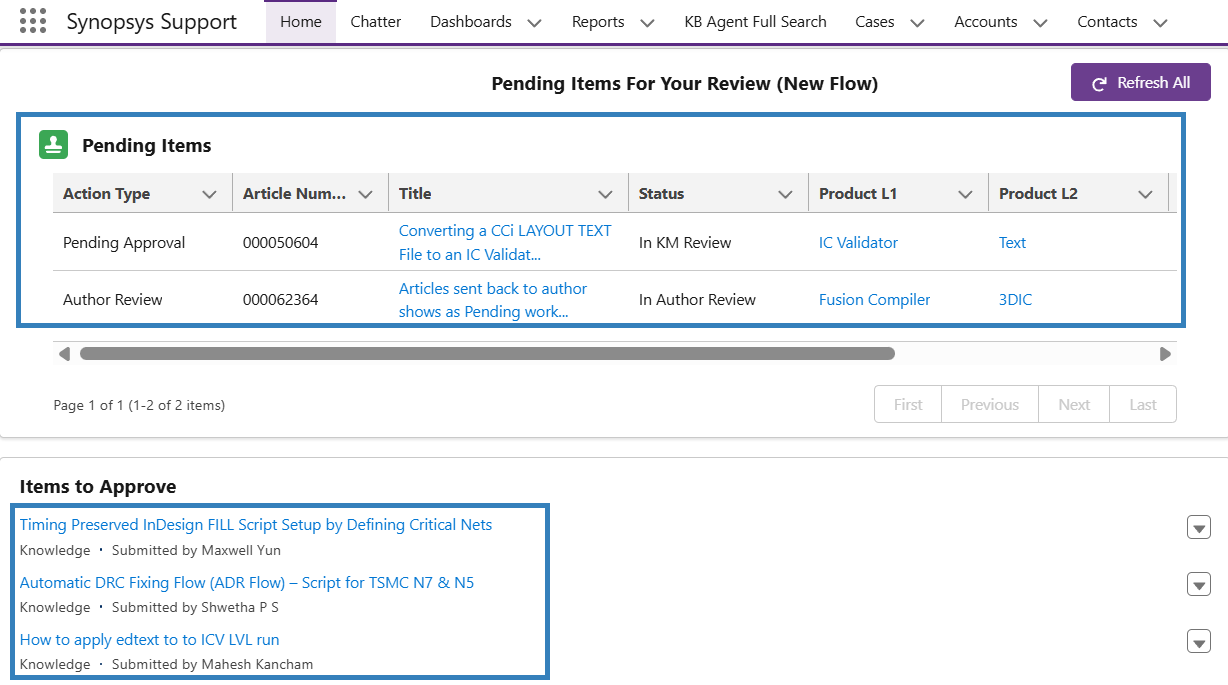 Synopsys Support Home Chatter Dashboards Reports KB Agent Full Search Cases Accounts Contacts
Pending Items For Your Review (New Flow) Refresh All
Pending Items
Action Type Article Num... Title Status Product L1 Product L2
Pending Approval 000050604 Converting a CCi LAYOUT TEXT In KM Review IC Validator Text
File to an IC Validat...
Author Review 000062364 Articles sent back to author In Author Review Fusion Compiler 3DIC
shows as Pending work...
Page 1 of 1 (1-2 of 2 items) First Previous Next Last
Items to Approve
Timing Preserved InDesign FILL Script Setup by Defining Critical Nets
Knowledge • Submitted by Maxwell Yun
Automatic DRC Fixing Flow (ADR Flow) – Script for TSMC N7 & N5
Knowledge • Submitted by Shwetha P S
How to apply edtext to to ICV LVL run
Knowledge • Submitted by Mahesh Kancham